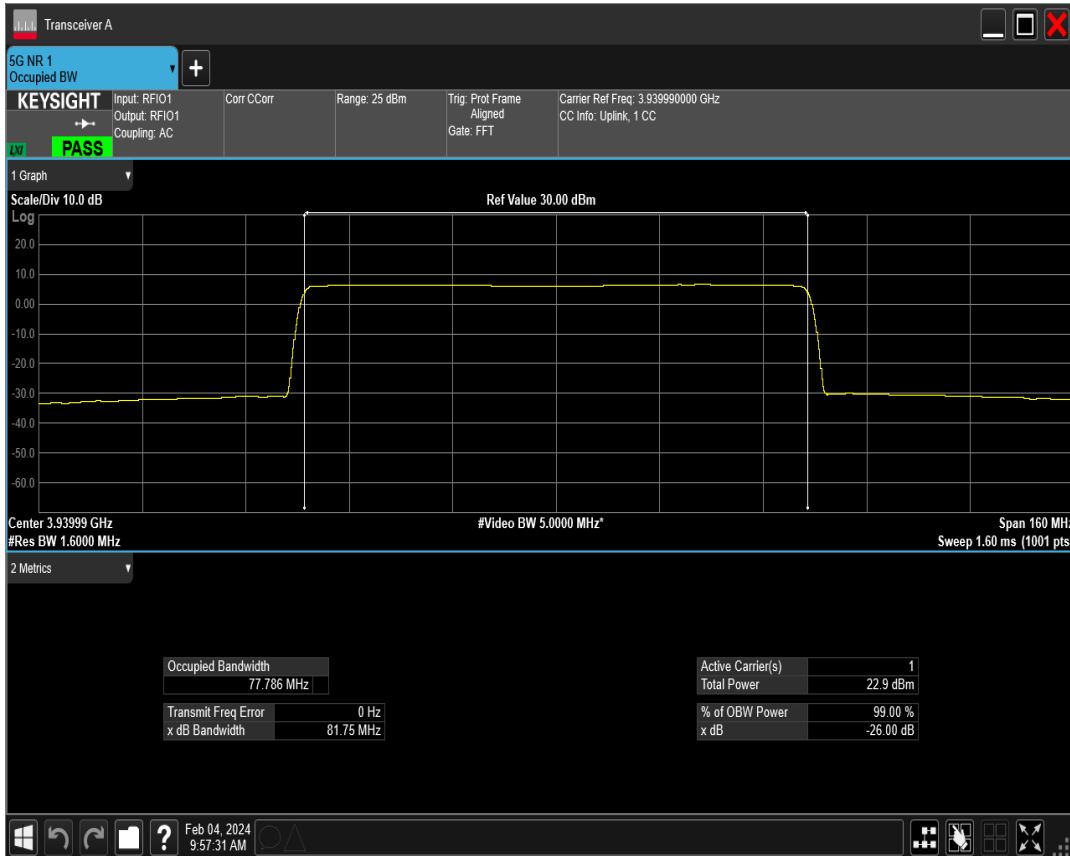 Transceiver A
5G NR 1
Occupied BW
+
KEYSIGHT
LXI
PASS
Input: RFIO1
Output: RFIO1
Coupling: AC
Corr CCorr
Range: 25 dBm
Trig: Prot Frame
Aligned
Gate: FFT
Carrier Ref Freq: 3.939990000 GHz
CC Info: Uplink, 1 CC
1 Graph
Scale/Div 10.0 dB
Ref Value 30.00 dBm
Log
20.0
10.0
0.00
-10.0
-20.0
-30.0
-40.0
-50.0
-60.0
Center 3.93999 GHz
#Video BW 5.0000 MHz*
Span 160 MHz
#Res BW 1.6000 MHz
Sweep 1.60 ms (1001 pts
2 Metrics
Occupied Bandwidth
77.786 MHz
Transmit Freq Error 0 Hz
x dB Bandwidth 81.75 MHz
Active Carrier(s) 1
Total Power 22.9 dBm
% of OBW Power 99.00 %
x dB -26.00 dB
?
Feb 04, 2024
9:57:31 AM